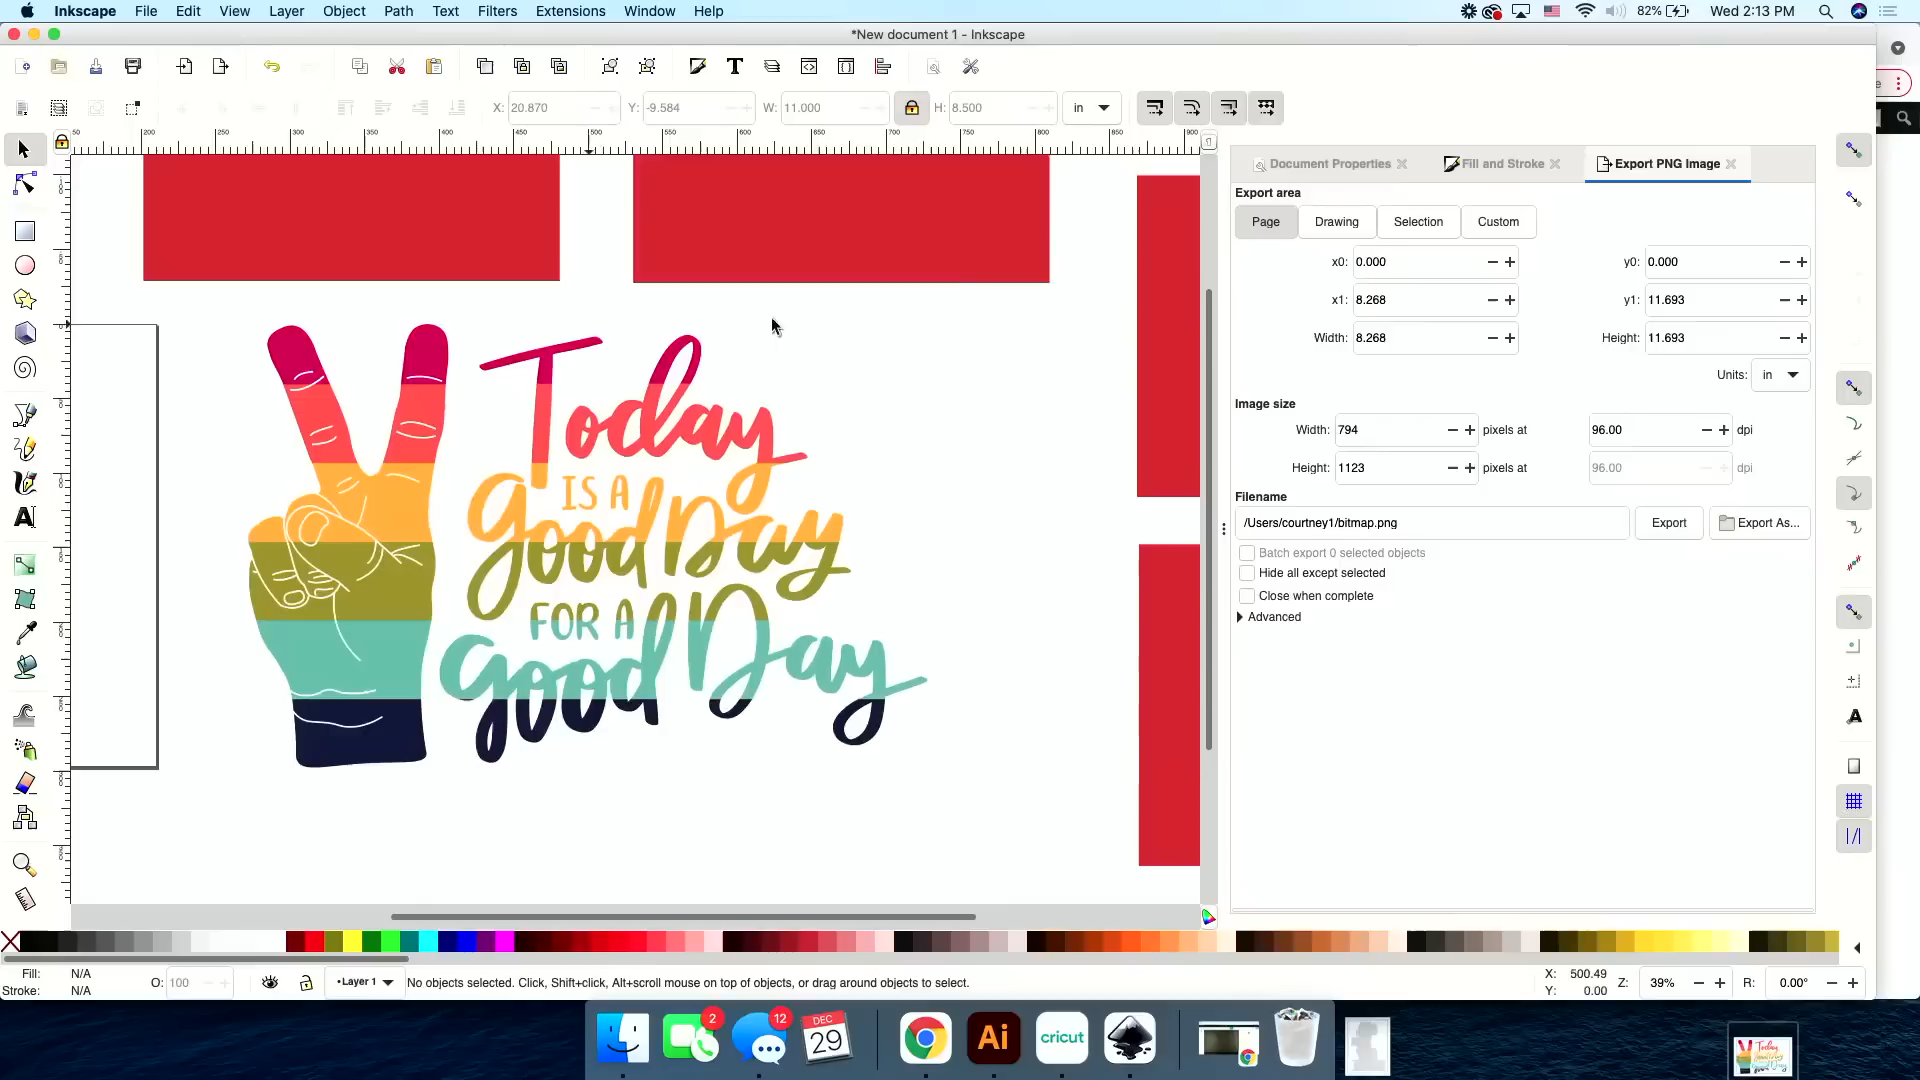 Inkscape File Edit View Layer Object Path Text Filters Extensions Window Help
82% Wed 2:13 PM
*New document 1 - Inkscape
X: 20.870 Y: -9.584 W: 11.000 H: 8.500 in
Document Properties Fill and Stroke Export PNG Image
Export area
Page Drawing Selection Custom
x0: 0.000 y0: 0.000
x1: 8.268 y1: 11.693
Width: 8.268 Height: 11.693
Units: in
Image size
Width: 794 pixels at 96.00 dpi
Height: 1123 pixels at 96.00 dpi
Filename
/Users/courtney1/bitmap.png Export Export As...
Batch export 0 selected objects
Hide all except selected
Close when complete
Advanced
Today
IS A
good Day
FOR A
good Day
Fill: N/A
Stroke: N/A
O: 100
•Layer 1
No objects selected. Click, Shift+click, Alt+scroll mouse on top of objects, or drag around objects to select.
X: 500.49
Y: 0.00
Z: 39% R: 0.00°
2 12 DEC
29 Ai cricut